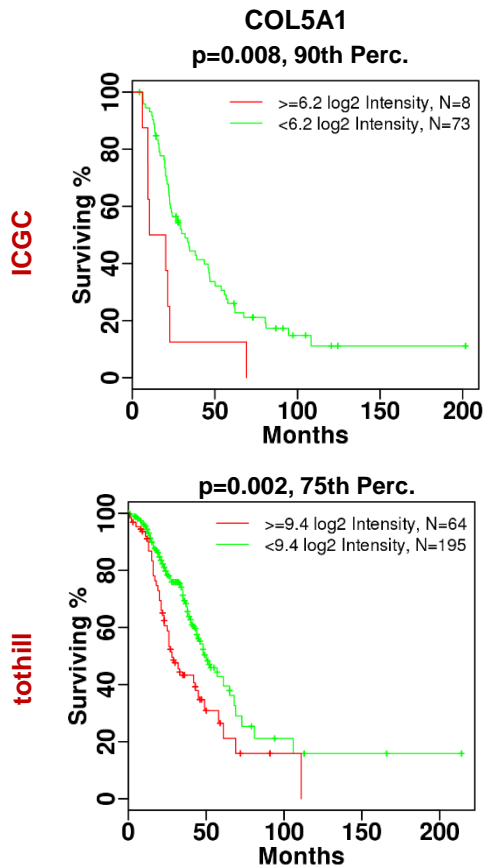 COL5A1
p=0.008, 90th Perc.
ICGC
Surviving %
100
80
60
40
20
0
>=6.2 log2 Intensity, N=8
<6.2 log2 Intensity, N=73
0 50 100 150 200
Months
p=0.002, 75th Perc.
tothill
Surviving %
100
80
60
40
20
0
>=9.4 log2 Intensity, N=64
<9.4 log2 Intensity, N=195
0 50 100 150 200
Months